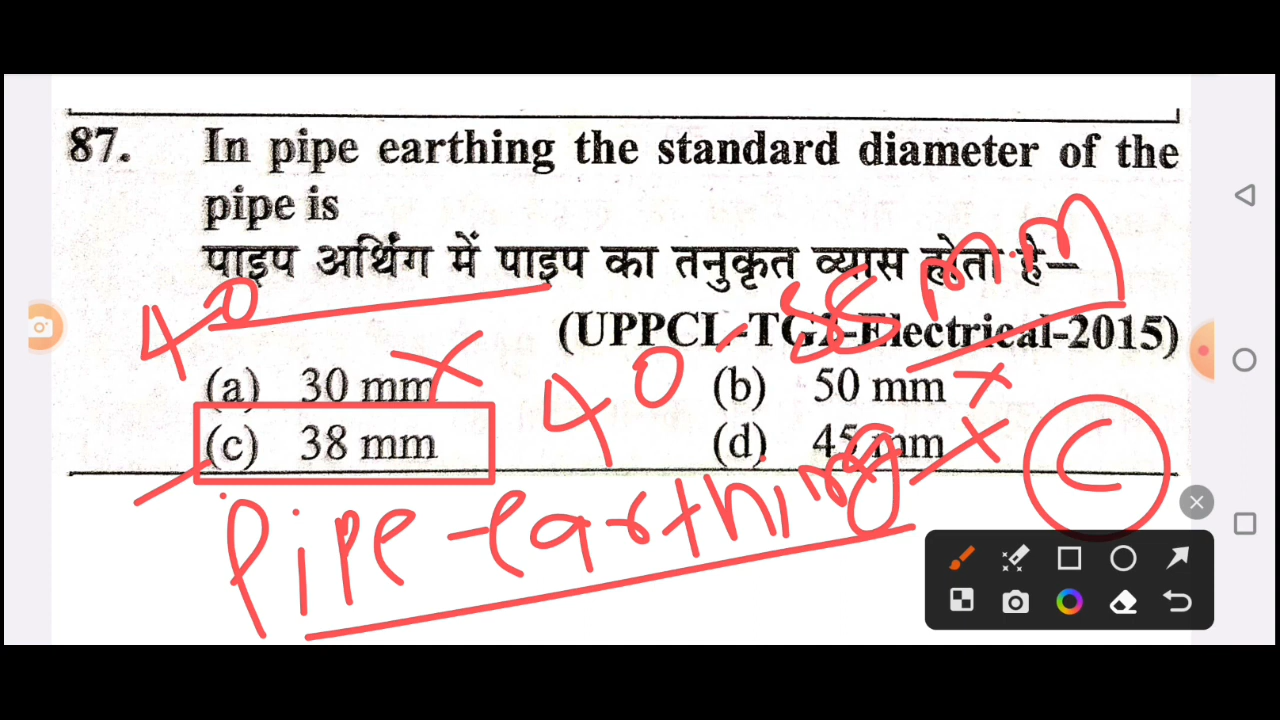 87. In pipe earthing the standard diameter of the
pipe is
पाइप अर्थिंग में पाइप का तनुकृत व्यास होता है–
40
38 mm
(UPPCL-TG2-Electrical-2015)
(a) 30 mm
40
(b) 50 mm
(c) 38 mm
(d) 45 mm
C
Pipe-earthing